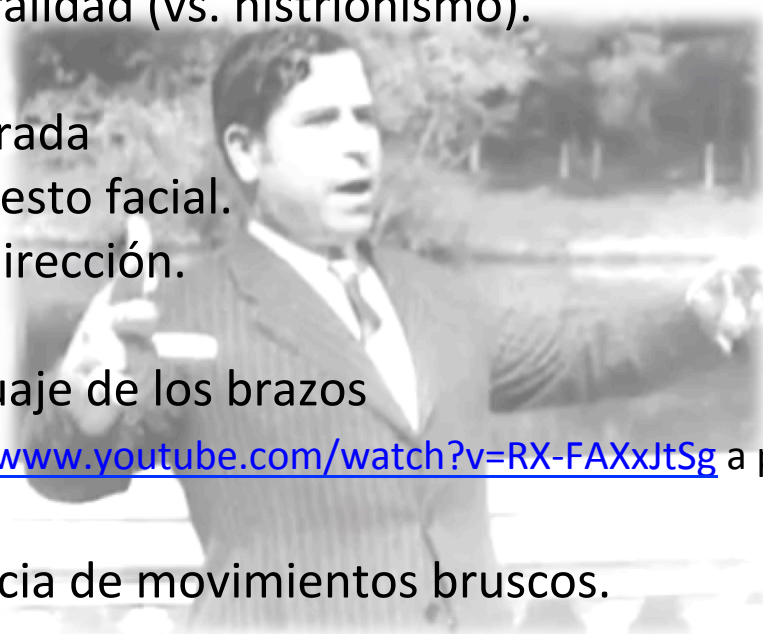 ralidad (vs. histrionismo).
rada
esto facial.
irección.
uaje de los brazos
www.youtube.com/watch?v=RX-FAXxJtSg a p
cia de movimientos bruscos.